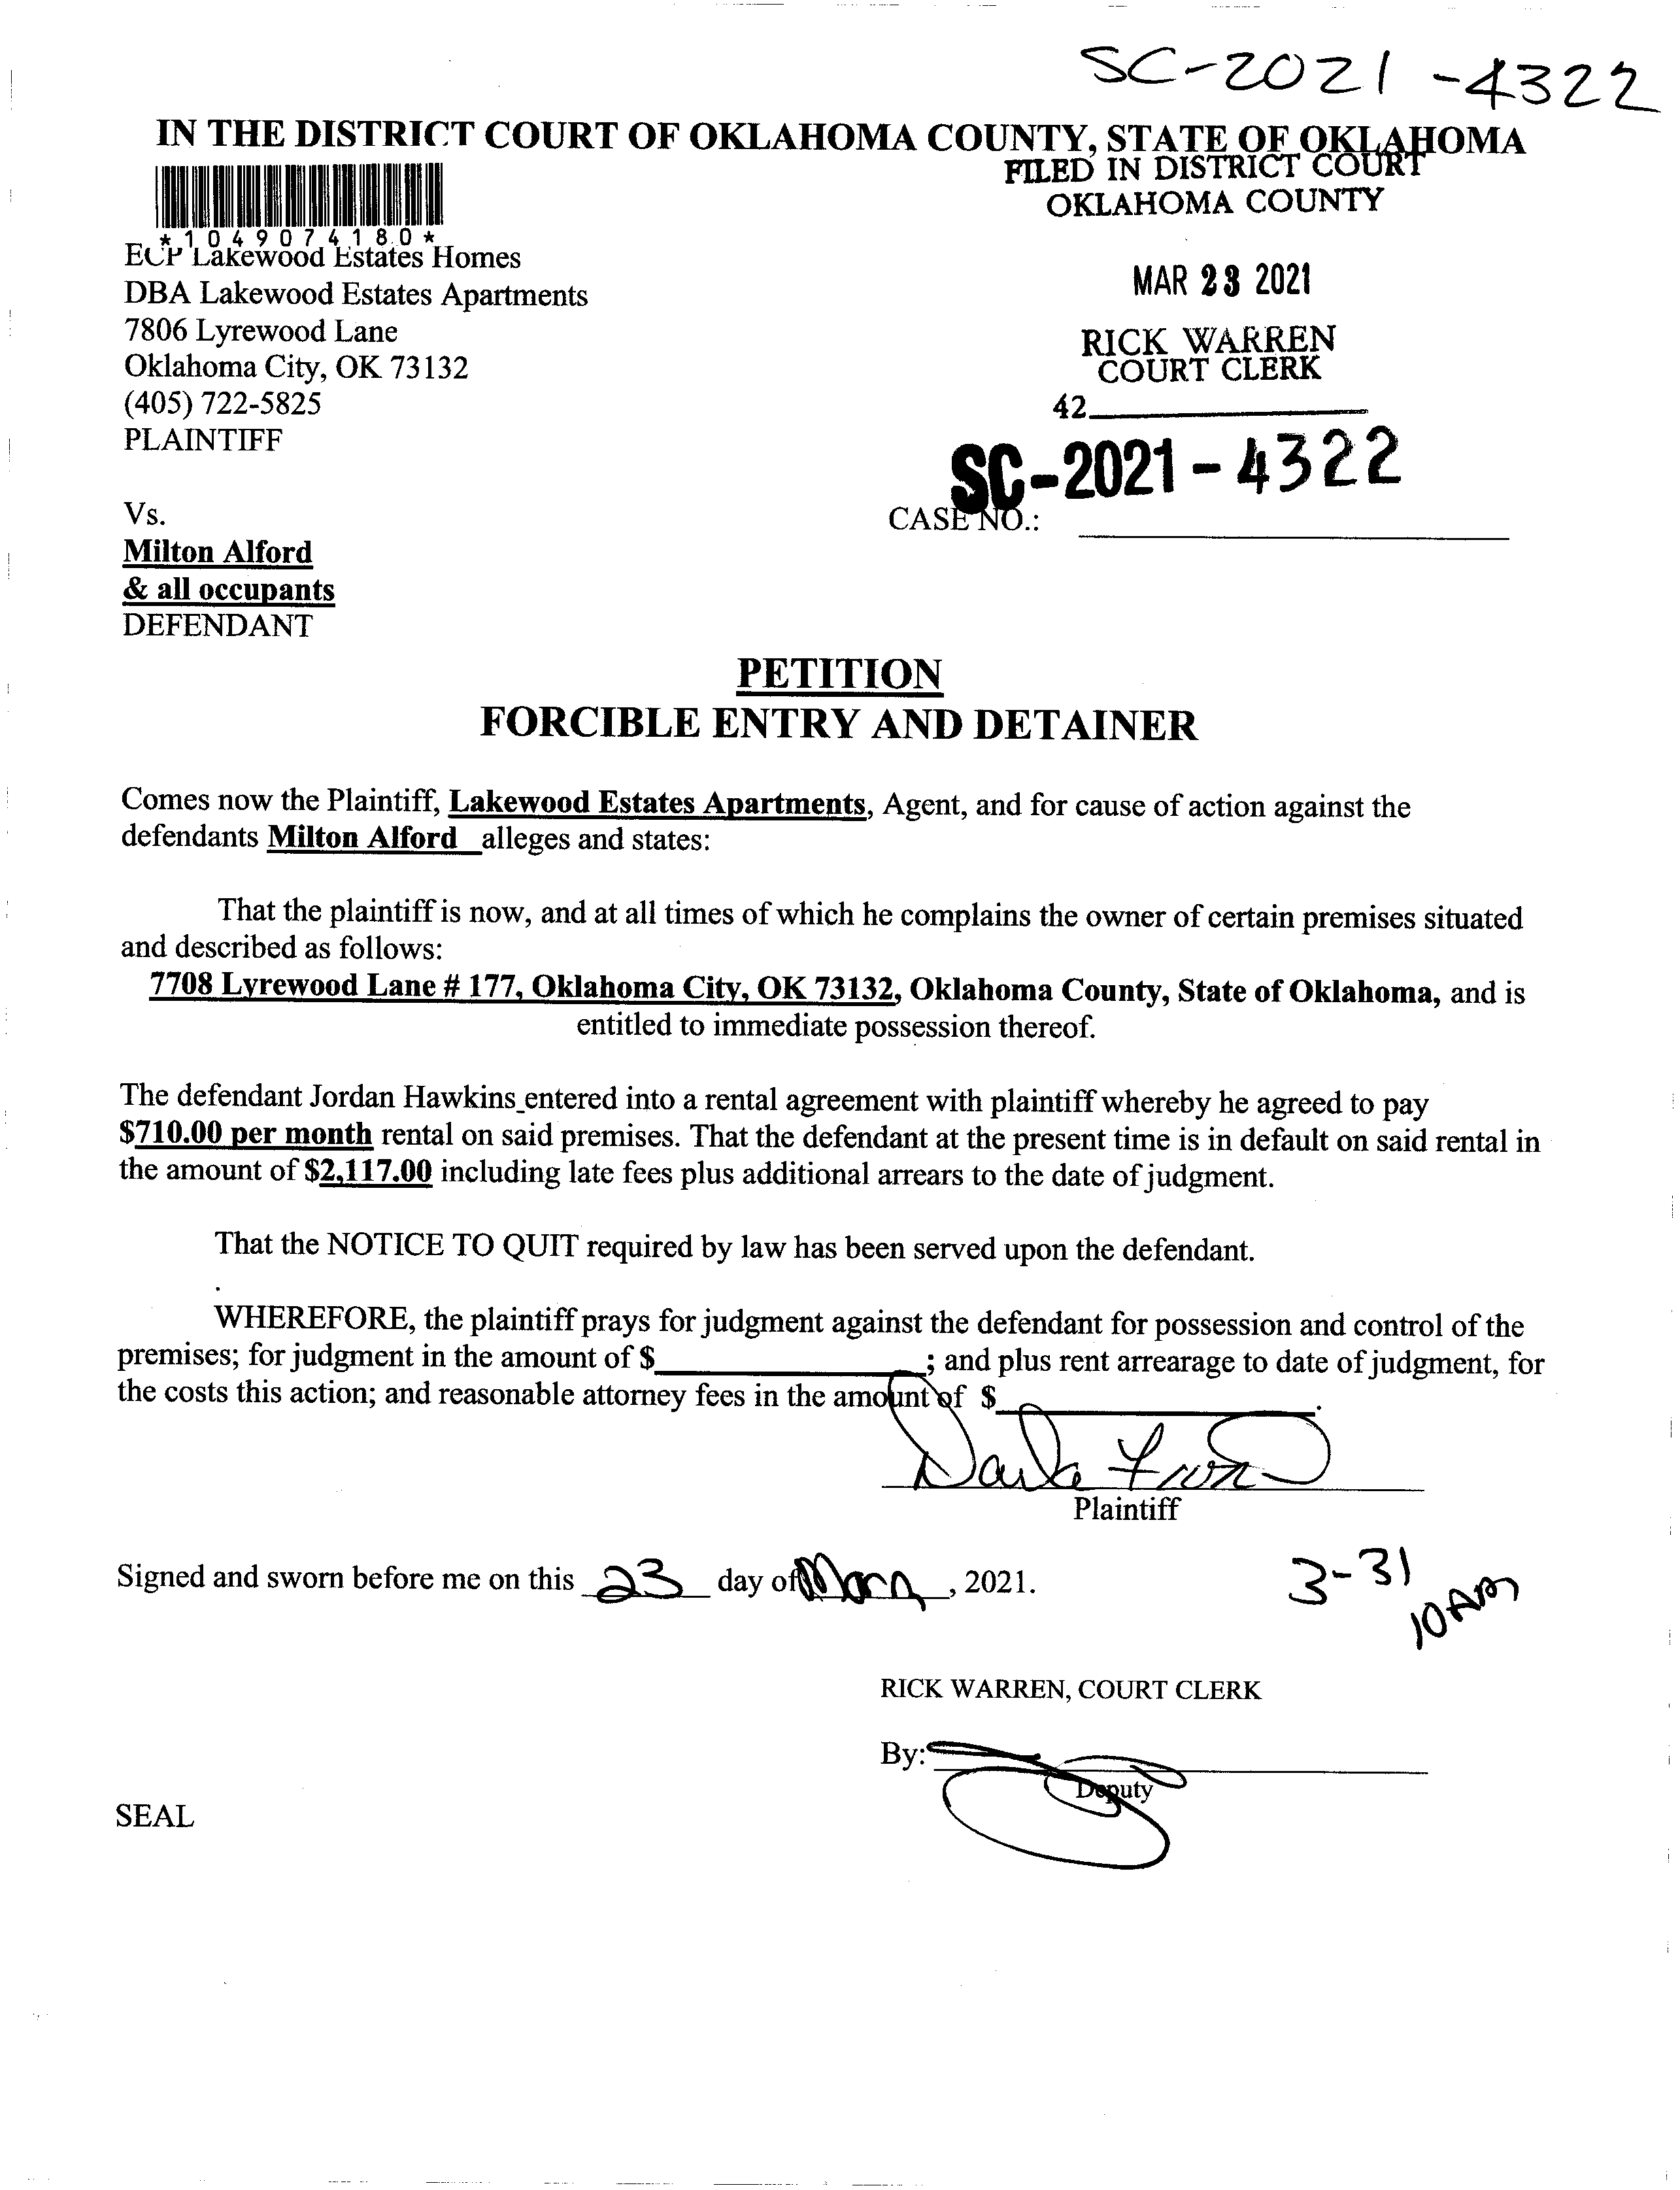 SC-2021-4322
IN THE DISTRICT COURT OF OKLAHOMA COUNTY, STATE OF OKLAHOMA
FILED IN DISTRICT COURT
OKLAHOMA COUNTY
*1049074180*
ECP Lakewood Estates Homes
DBA Lakewood Estates Apartments
7806 Lyrewood Lane
Oklahoma City, OK 73132
(405) 722-5825
PLAINTIFF
MAR 23 2021
RICK WARREN
COURT CLERK
42
SC-2021-4322
CASE NO.:
Vs.
Milton Alford
& all occupants
DEFENDANT
PETITION
FORCIBLE ENTRY AND DETAINER
Comes now the Plaintiff, Lakewood Estates Apartments, Agent, and for cause of action against the
defendants Milton Alford alleges and states:
That the plaintiff is now, and at all times of which he complains the owner of certain premises situated
and described as follows:
7708 Lyrewood Lane # 177, Oklahoma City, OK 73132, Oklahoma County, State of Oklahoma, and is
entitled to immediate possession thereof.
The defendant Jordan Hawkins entered into a rental agreement with plaintiff whereby he agreed to pay
$710.00 per month rental on said premises. That the defendant at the present time is in default on said rental in
the amount of $2,117.00 including late fees plus additional arrears to the date of judgment.
That the NOTICE TO QUIT required by law has been served upon the defendant.
WHEREFORE, the plaintiff prays for judgment against the defendant for possession and control of the
premises; for judgment in the amount of $____; and plus rent arrearage to date of judgment, for
the costs this action; and reasonable attorney fees in the amount of $____.
Darla
Plaintiff
Signed and sworn before me on this 23 day of March, 2021.
3-31
10AM
RICK WARREN, COURT CLERK
By:
Deputy
SEAL